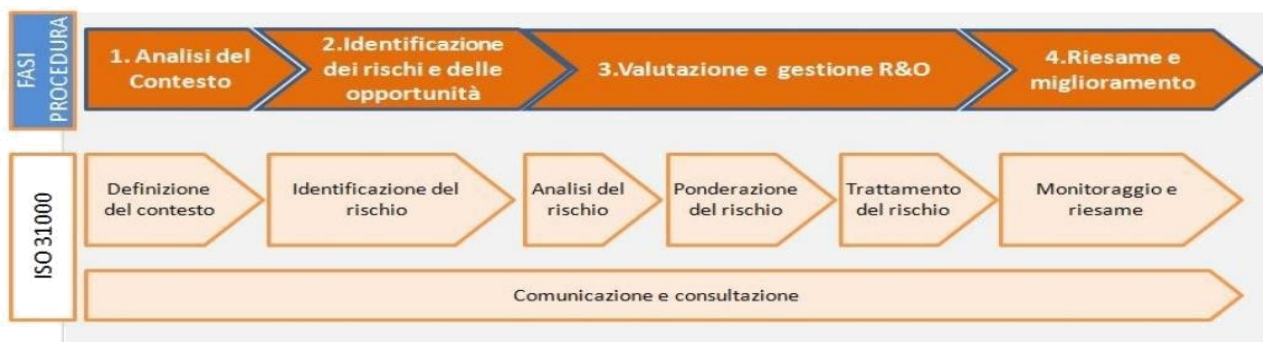 FASI
PROCEDURA
1. Analisi del
Contesto
2.Identificazione
dei rischi e delle
opportunità
3.Valutazione e gestione R&O
4.Riesame e
miglioramento
ISO 31000
Definizione
del contesto
Identificazione del
rischio
Analisi del
rischio
Ponderazione
del rischio
Trattamento
del rischio
Monitoraggio e
riesame
Comunicazione e consultazione